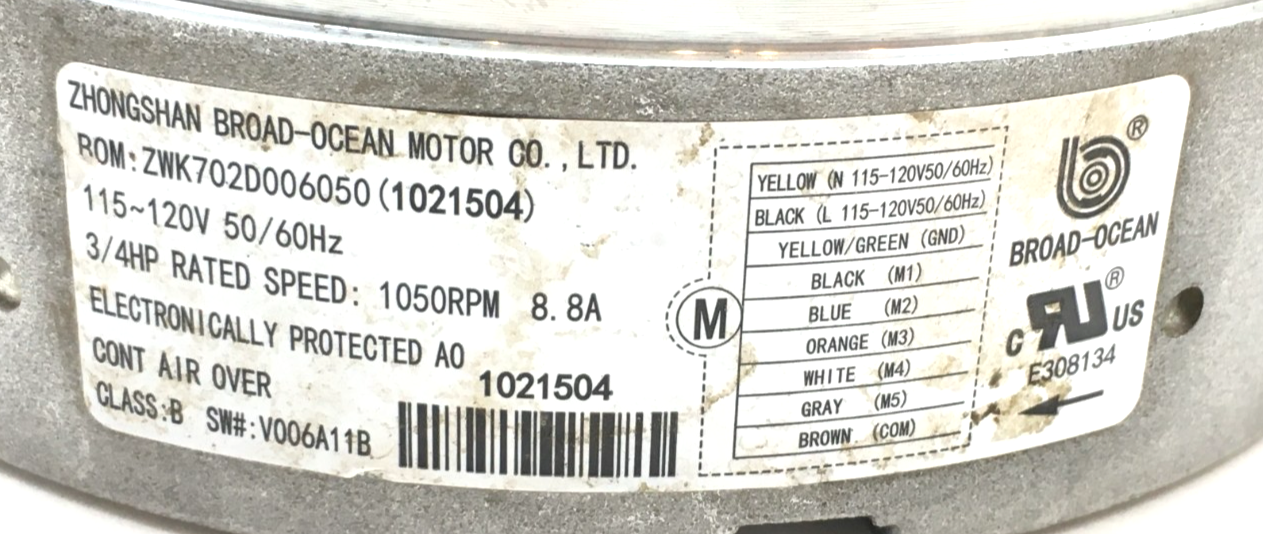 ZHONGSHAN BROAD-OCEAN MOTOR CO.,LTD.
ROM:ZWK702D006050(1021504)
115~120V 50/60Hz
3/4HP RATED SPEED: 1050RPM 8.8A
ELECTRONICALLY PROTECTED AO
CONT AIR OVER
CLASS:B SW#:V006A11B
1021504
M
YELLOW (N 115-120V50/60Hz)
BLACK (L 115-120V50/60Hz)
YELLOW/GREEN (GND)
BLACK (M1)
BLUE (M2)
ORANGE (M3)
WHITE (M4)
GRAY (M5)
BROWN (COM)
®
BROAD-OCEAN
C RU ® US
E308134